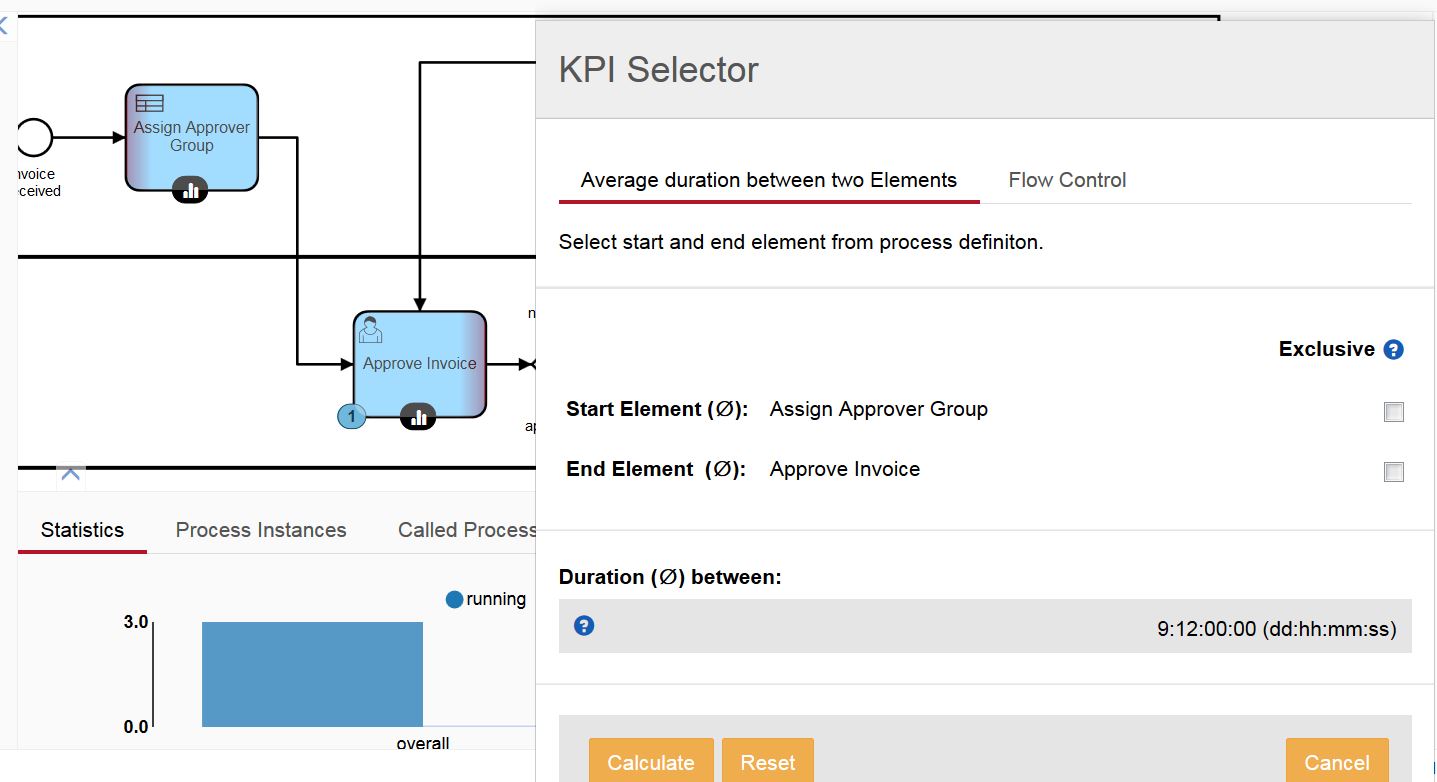 KPI Selector
Assign Approver
Group
nvoice
ceived
Average duration between two Elements
Flow Control
Select start and end element from process definiton.
n
Exclusive ?
Approve Invoice
Start Element (Ø): Assign Approver Group
1
ap
End Element (Ø): Approve Invoice
Statistics
Process Instances
Called Process
Duration (Ø) between:
running
3.0
? 9:12:00:00 (dd:hh:mm:ss)
0.0
overall
Calculate
Reset
Cancel